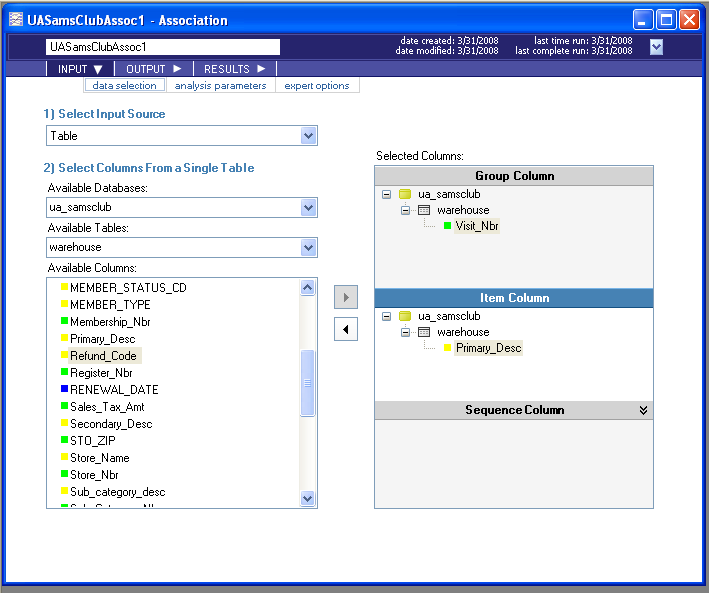 UASamsClubAssoc1 - Association
UASamsClubAssoc1
date created: 3/31/2008 last time run: 3/31/2008
date modified: 3/31/2008 last complete run: 3/31/2008
INPUT OUTPUT RESULTS
data selection analysis parameters expert options
1) Select Input Source
Table
2) Select Columns From a Single Table
Available Databases:
ua_samsclub
Available Tables:
warehouse
Available Columns:
MEMBER_STATUS_CD
MEMBER_TYPE
Membership_Nbr
Primary_Desc
Refund_Code
Register_Nbr
RENEWAL_DATE
Sales_Tax_Amt
Secondary_Desc
STO_ZIP
Store_Name
Store_Nbr
Sub_category_desc
Selected Columns:
Group Column
ua_samsclub
warehouse
Visit_Nbr
Item Column
ua_samsclub
warehouse
Primary_Desc
Sequence Column